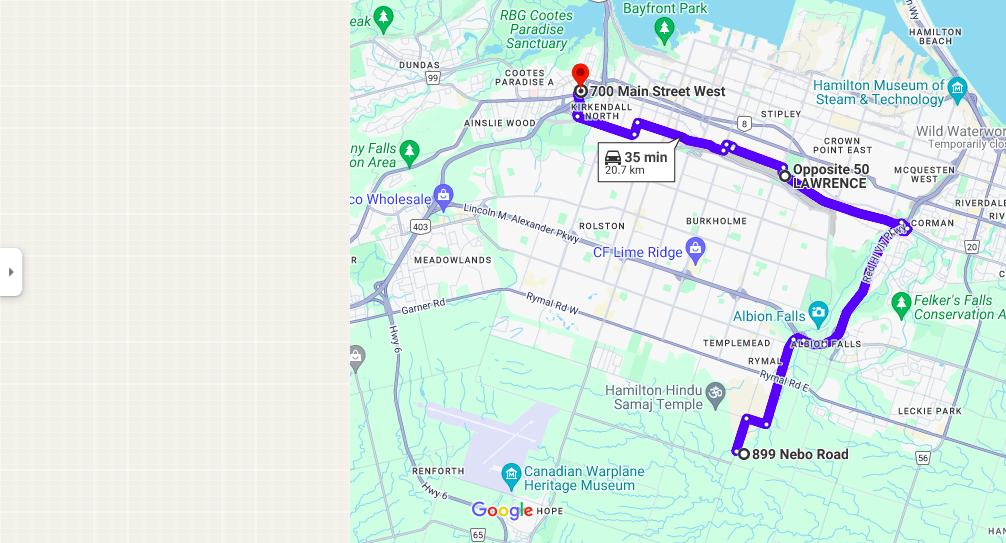 RBG Cootes
Paradise
Sanctuary
Bayfront Park
HAMILTON
BEACH
eak
DUNDAS
99
COOTES
PARADISE A
700 Main Street West
KIRKENDALL
NORTH
Hamilton Museum of
Steam & Technology
AINSLIE WOOD
8
STIPLEY
Wild Waterwo
Temporarily clos
CROWN
POINT EAST
ny Falls
on Area
35 min
20.7 km
Opposite 50
LAWRENCE
MCQUESTEN
WEST
co Wholesale
RIVERDALE
Lincoln M. Alexander Pkwy
403
ROLSTON
BURKHOLME
CORMAN
20
CF Lime Ridge
R
MEADOWLANDS
Garner Rd
Rymal Rd W
Albion Falls
Felker's Falls
Conservation A
Hwy 6
TEMPLEMEAD
ALBION FALLS
RYMAL
Rymal Rd E
Hamilton Hindu
Samaj Temple
LECKIE PARK
899 Nebo Road
56
RENFORTH
Canadian Warplane
Heritage Museum
Hwy 6
Google
HOPE
65
HAN